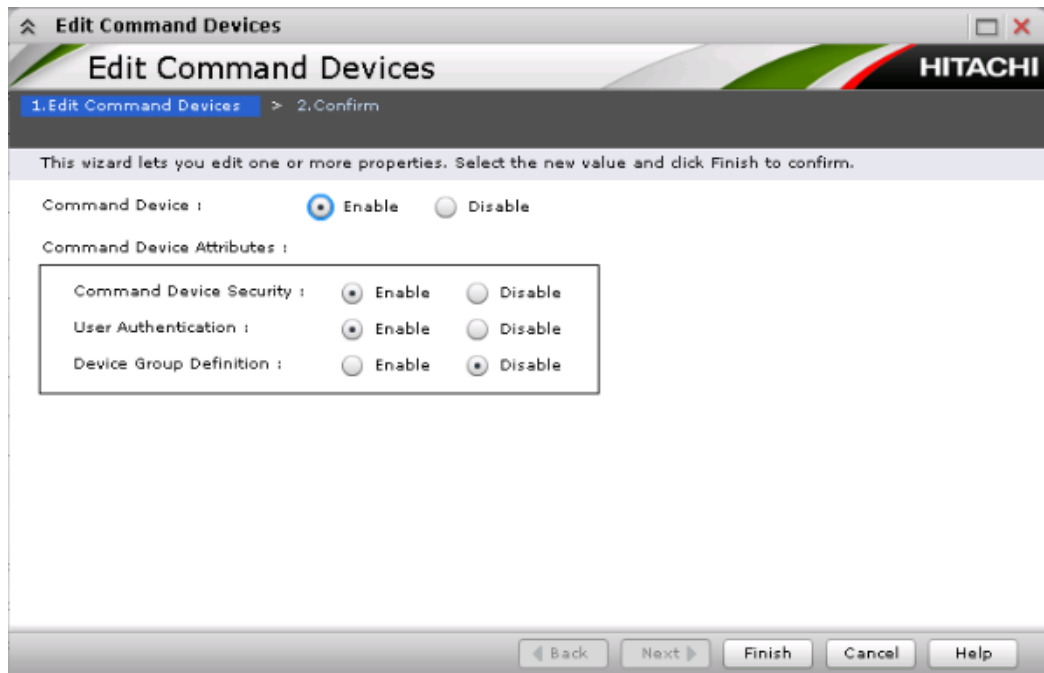 Edit Command Devices
Edit Command Devices
HITACHI
1.Edit Command Devices > 2.Confirm
This wizard lets you edit one or more properties. Select the new value and click Finish to confirm.
Command Device : Enable Disable
Command Device Attributes :
Command Device Security : Enable Disable
User Authentication : Enable Disable
Device Group Definition : Enable Disable
Back Next Finish Cancel Help